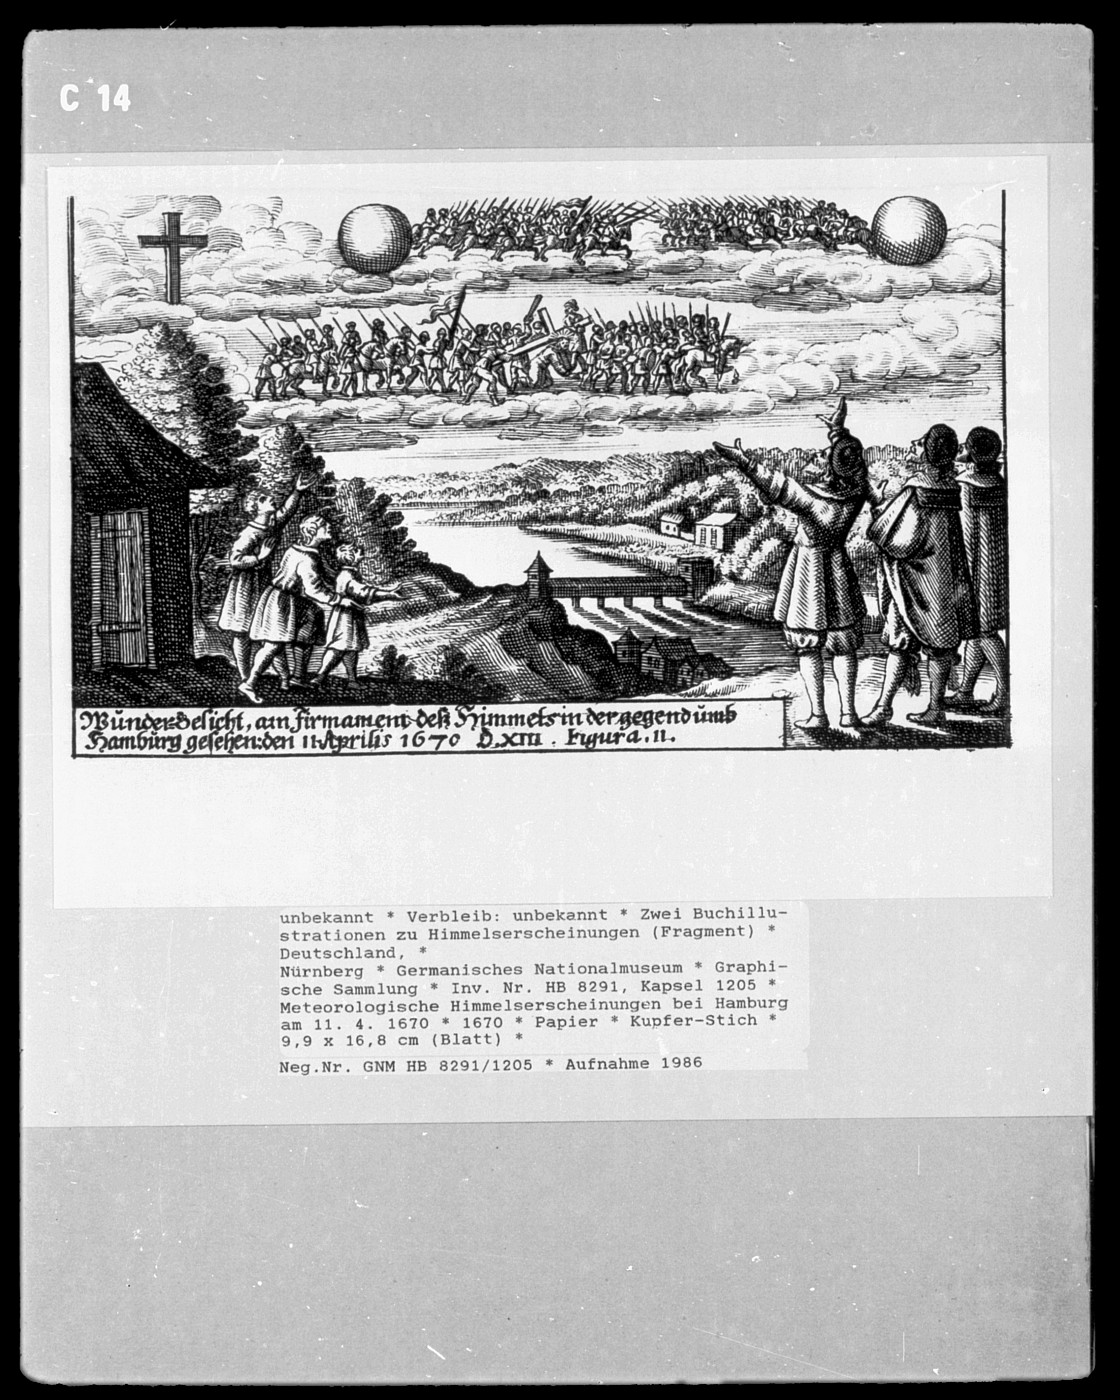 C 14
Wunder Gesicht, am firmament deß Himmels in der gegend umb
Hamburg gesehen: den 11 Aprilis 1670 D.XIII. Figura. 11.
unbekannt * Verbleib: unbekannt * Zwei Buchillu-
strationen zu Himmelserscheinungen (Fragment) *
Deutschland, *
Nürnberg * Germanisches Nationalmuseum * Graphi-
sche Sammlung * Inv. Nr. HB 8291, Kapsel 1205 *
Meteorologische Himmelserscheinungen bei Hamburg
am 11. 4. 1670 * 1670 * Papier * Kupfer-Stich *
9,9 x 16,8 cm (Blatt) *
Neg.Nr. GNM HB 8291/1205 * Aufnahme 1986